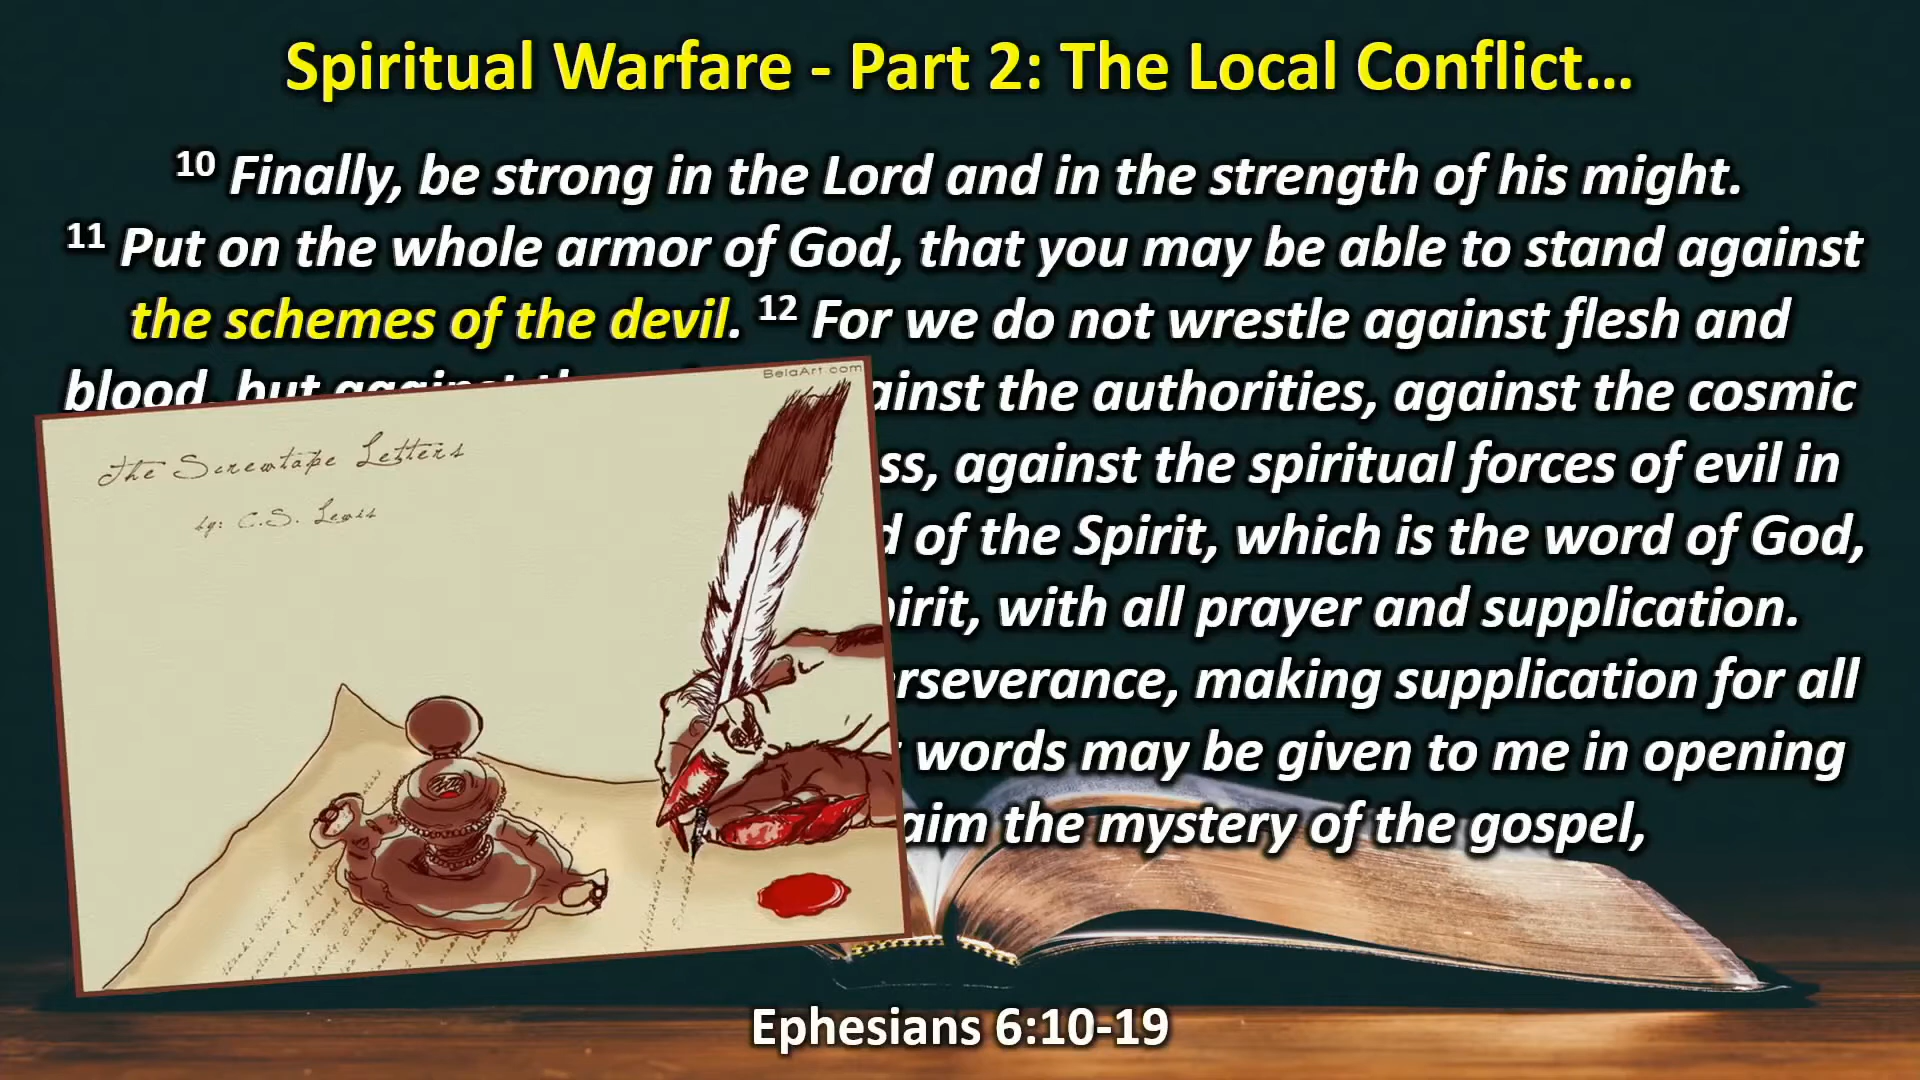 Spiritual Warfare - Part 2: The Local Conflict...
10 Finally, be strong in the Lord and in the strength of his might.
11 Put on the whole armor of God, that you may be able to stand against
the schemes of the devil. 12 For we do not wrestle against flesh and
blood, but against ainst the authorities, against the cosmic
ss, against the spiritual forces of evil in
d of the Spirit, which is the word of God,
pirit, with all prayer and supplication.
erseverance, making supplication for all
words may be given to me in opening
aim the mystery of the gospel,
BelaArt.com
The Screwtape Letters
by: C.S. Lewis
Ephesians 6:10-19